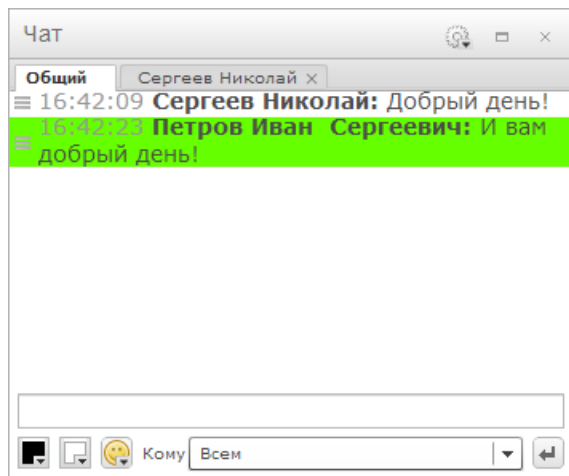 Чат
Общий Сергеев Николай ×
16:42:09 Сергеев Николай: Добрый день!
16:42:23 Петров Иван  Сергеевич: И вам
добрый день!
Кому Всем